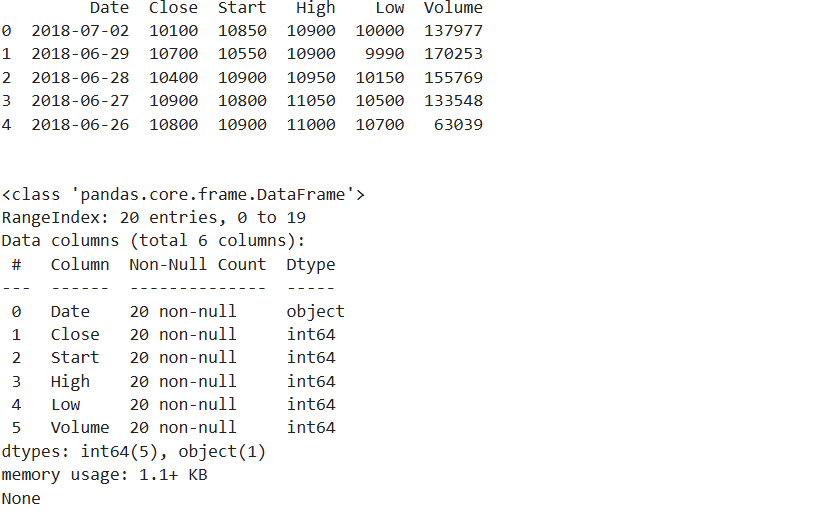 Date  Close  Start   High    Low  Volume
0  2018-07-02  10100  10850  10900  10000  137977
1  2018-06-29  10700  10550  10900   9990  170253
2  2018-06-28  10400  10900  10950  10150  155769
3  2018-06-27  10900  10800  11050  10500  133548
4  2018-06-26  10800  10900  11000  10700   63039
<class 'pandas.core.frame.DataFrame'>
RangeIndex: 20 entries, 0 to 19
Data columns (total 6 columns):
 #   Column  Non-Null Count  Dtype
---  ------  --------------  -----
 0   Date    20 non-null     object
 1   Close   20 non-null     int64
 2   Start   20 non-null     int64
 3   High    20 non-null     int64
 4   Low     20 non-null     int64
 5   Volume  20 non-null     int64
dtypes: int64(5), object(1)
memory usage: 1.1+ KB
None